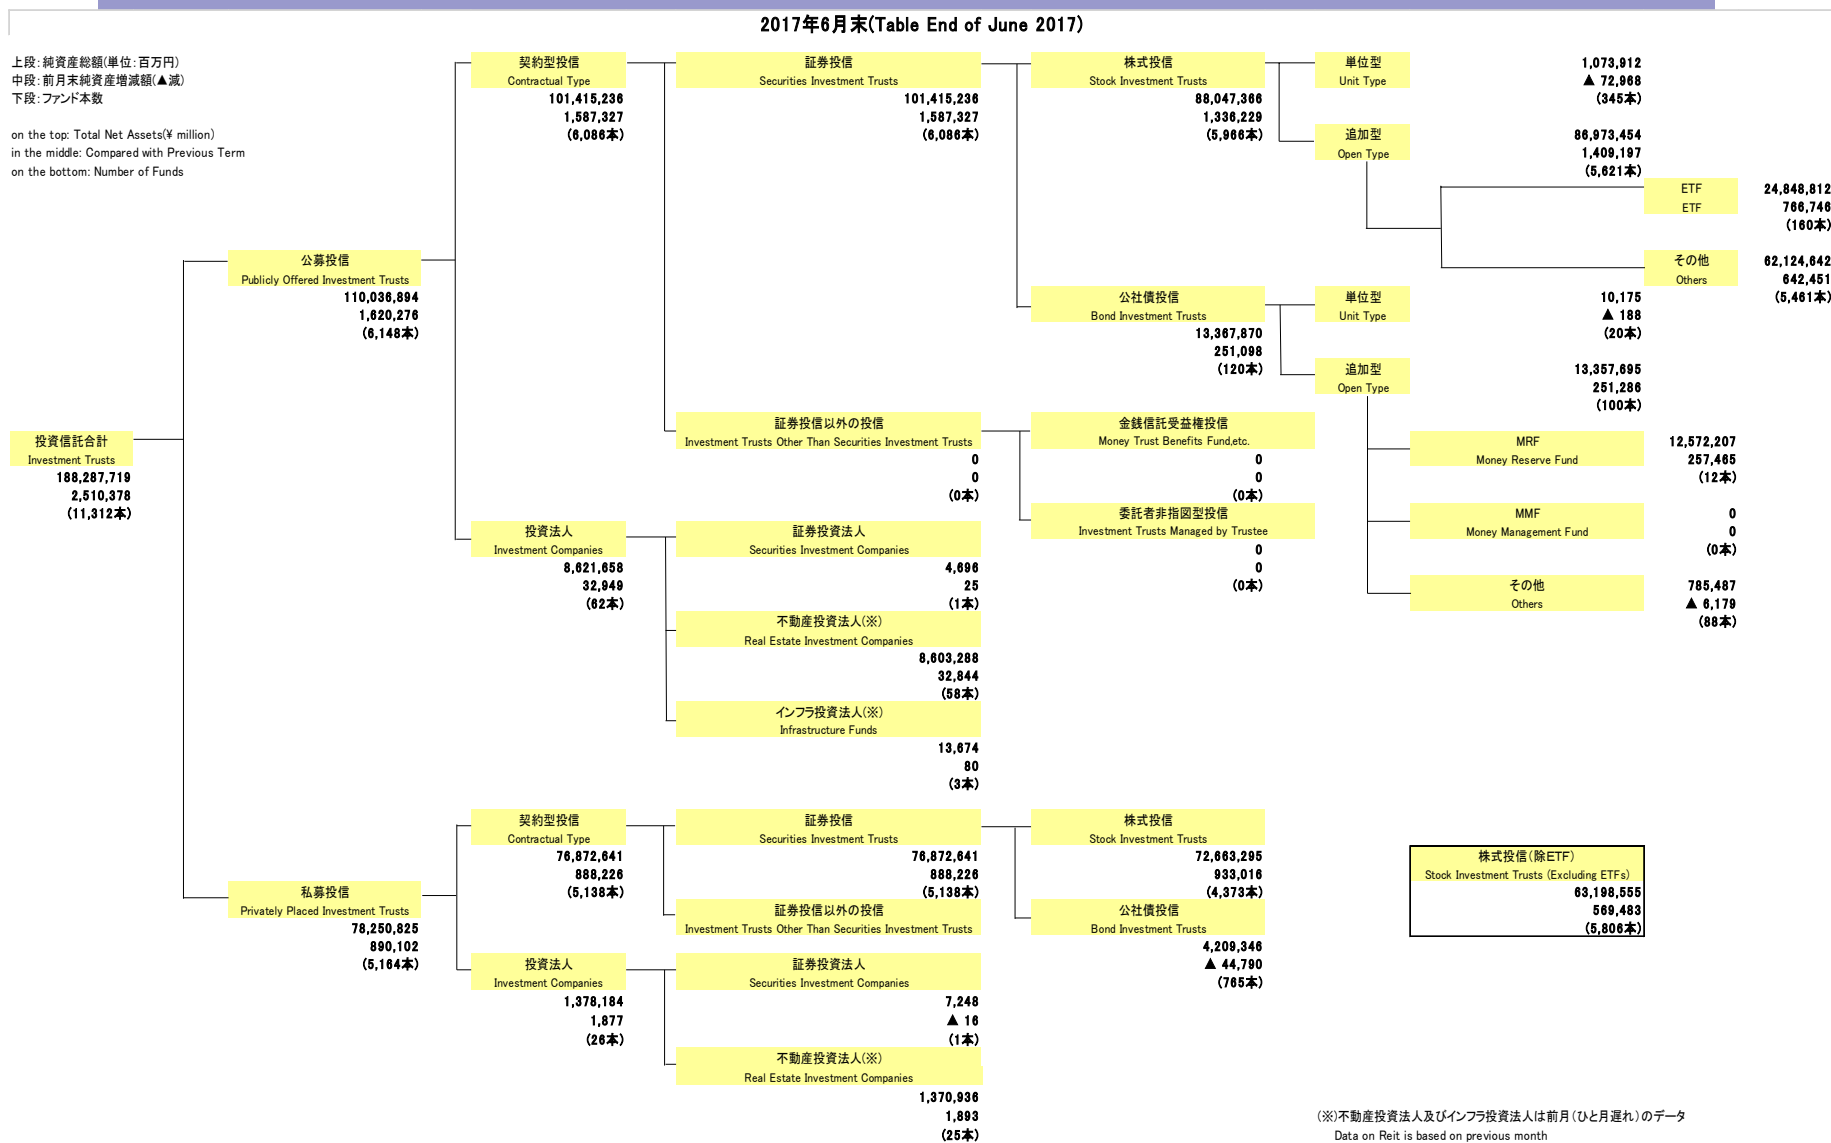 2017年6月末(Table End of June 2017)
上段:純資産総額(単位:百万円)
中段:前月末純資産増減額(▲減)
下段:ファンド本数
on the top: Total Net Assets(¥ million)
in the middle: Compared with Previous Term
on the bottom: Number of Funds
投資信託合計
Investment Trusts
188,287,719
2,510,378
(11,312本)
公募投信
Publicly Offered Investment Trusts
110,036,894
1,620,276
(6,148本)
契約型投信
Contractual Type
101,415,236
1,587,327
(6,086本)
証券投信
Securities Investment Trusts
101,415,236
1,587,327
(6,086本)
株式投信
Stock Investment Trusts
88,047,366
1,336,229
(5,966本)
単位型
Unit Type
1,073,912
▲ 72,968
(345本)
追加型
Open Type
86,973,454
1,409,197
(5,621本)
ETF
ETF
24,848,812
766,746
(160本)
その他
Others
62,124,642
642,451
(5,461本)
公社債投信
Bond Investment Trusts
13,367,870
251,098
(120本)
単位型
Unit Type
10,175
▲ 188
(20本)
追加型
Open Type
13,357,695
251,286
(100本)
MRF
Money Reserve Fund
12,572,207
257,465
(12本)
MMF
Money Management Fund
0
0
(0本)
その他
Others
785,487
▲ 6,179
(88本)
証券投信以外の投信
Investment Trusts Other Than Securities Investment Trusts
0
0
(0本)
金銭信託受益権投信
Money Trust Benefits Fund,etc.
0
0
(0本)
委託者非指図型投信
Investment Trusts Managed by Trustee
0
0
(0本)
投資法人
Investment Companies
8,621,658
32,949
(62本)
証券投資法人
Securities Investment Companies
4,696
25
(1本)
不動産投資法人(※)
Real Estate Investment Companies
8,603,288
32,844
(58本)
インフラ投資法人(※)
Infrastructure Funds
13,674
80
(3本)
私募投信
Privately Placed Investment Trusts
78,250,825
890,102
(5,164本)
契約型投信
Contractual Type
76,872,641
888,226
(5,138本)
証券投信
Securities Investment Trusts
76,872,641
888,226
(5,138本)
株式投信
Stock Investment Trusts
72,663,295
933,016
(4,373本)
公社債投信
Bond Investment Trusts
4,209,346
▲ 44,790
(765本)
証券投信以外の投信
Investment Trusts Other Than Securities Investment Trusts
投資法人
Investment Companies
1,378,184
1,877
(26本)
証券投資法人
Securities Investment Companies
7,248
▲ 16
(1本)
不動産投資法人(※)
Real Estate Investment Companies
1,370,936
1,893
(25本)
株式投信(除ETF)
Stock Investment Trusts (Excluding ETFs)
63,198,555
569,483
(5,806本)
(※)不動産投資法人及びインフラ投資法人は前月(ひと月遅れ)のデータ
Data on Reit is based on previous month